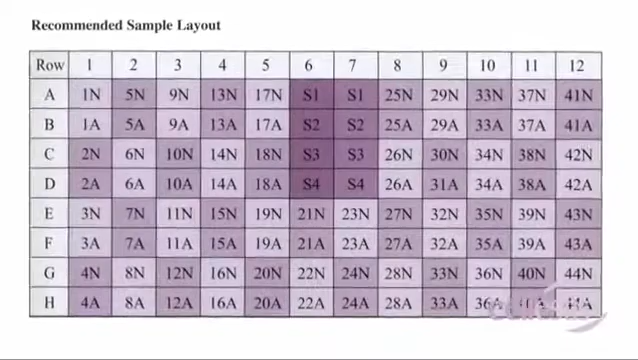 Recommended Sample Layout
Row 1 2 3 4 5 6 7 8 9 10 11 12
A 1N 5N 9N 13N 17N S1 S1 25N 29N 33N 37N 41N
B 1A 5A 9A 13A 17A S2 S2 25A 29A 33A 37A 41A
C 2N 6N 10N 14N 18N S3 S3 26N 30N 34N 38N 42N
D 2A 6A 10A 14A 18A S4 S4 26A 31A 34A 38A 42A
E 3N 7N 11N 15N 19N 21N 23N 27N 32N 35N 39N 43N
F 3A 7A 11A 15A 19A 21A 23A 27A 32A 35A 39A 43A
G 4N 8N 12N 16N 20N 22N 24N 28N 33N 36N 40N 44N
H 4A 8A 12A 16A 20A 22A 24A 28A 33A 36A 44A